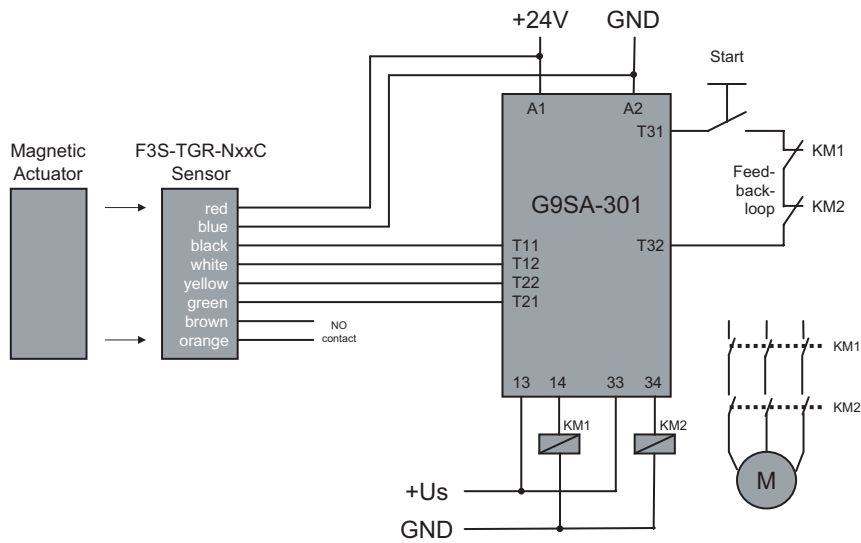 +24V
GND
Start
A1
A2
T31
Magnetic
Actuator
F3S-TGR-NxxC
Sensor
KM1
Feed-
back-
loop
KM2
red
blue
black
white
yellow
green
brown
orange
NO
contact
G9SA-301
T11
T12
T22
T21
T32
13
14
33
34
KM1
KM2
KM1
KM2
M
+Us
GND